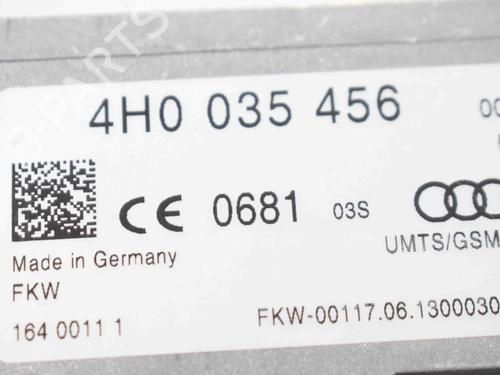 4H0 035 456 00
CE 0681 03S
UMTS/GSM
Made in Germany
FKW
164 0011 1
FKW-00117.06.1300030